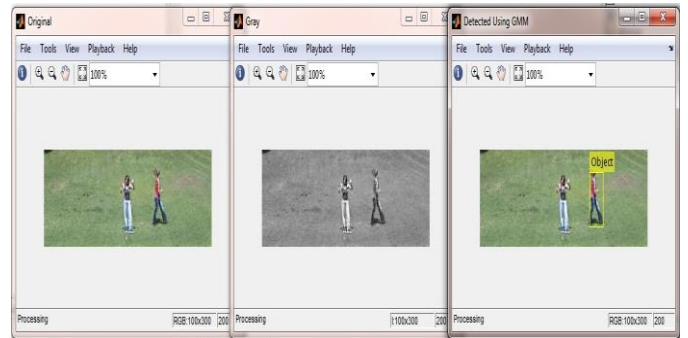 Original
File Tools View Playback Help
100%
Processing
RGB:100x300
200
Gray
File Tools View Playback Help
100%
Processing
I:100x300
200
Detected Using GMM
File Tools View Playback Help
100%
Object
Processing
RGB:100x300
200